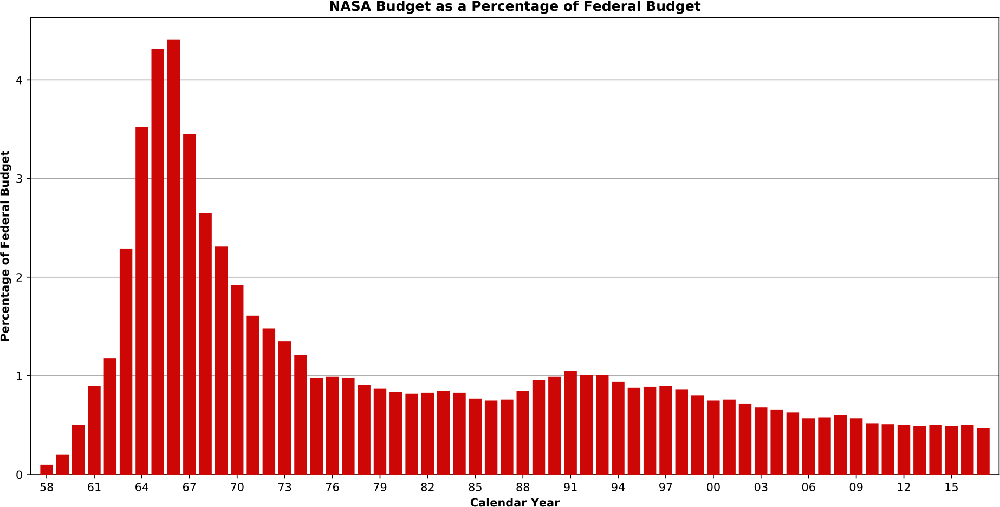 NASA Budget as a Percentage of Federal Budget
Percentage of Federal Budget
4
3
2
1
0
58 61 64 67 70 73 76 79 82 85 88 91 94 97 00 03 06 09 12 15
Calendar Year